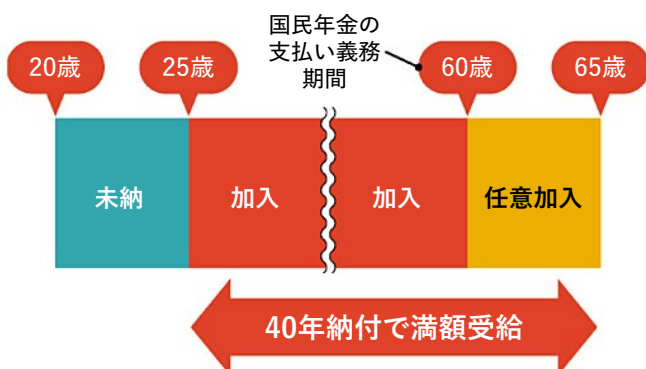 国民年金の
支払い義務
期間
20歳
25歳
60歳
65歳
未納
加入
加入
任意加入
40年納付で満額受給